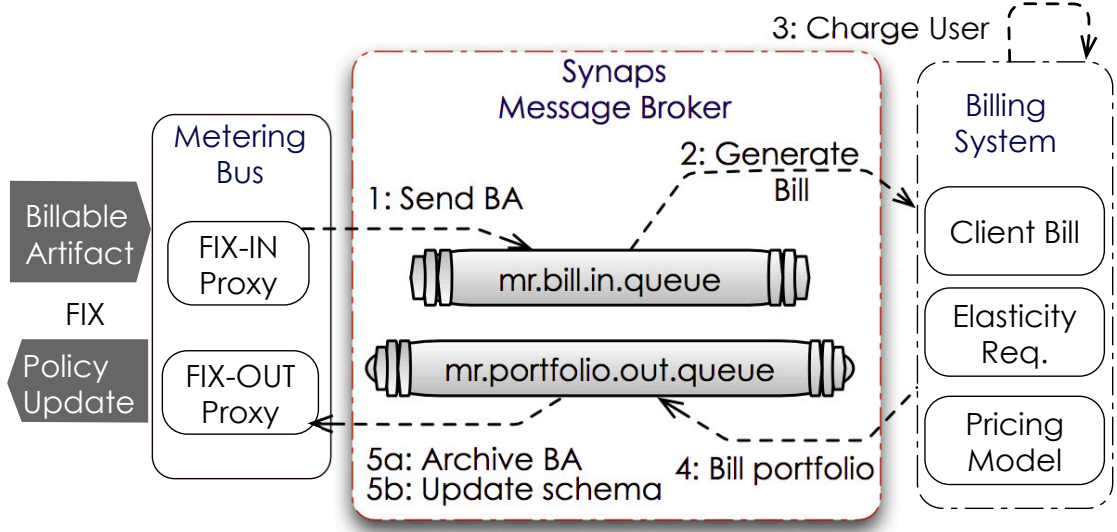 3: Charge User
Synaps
Message Broker
Billing
System
Metering
Bus
2: Generate
Bill
1: Send BA
Billable
Artifact
FIX-IN
Proxy
Client Bill
mr.bill.in.queue
FIX
Elasticity
Req.
Policy
Update
FIX-OUT
Proxy
mr.portfolio.out.queue
Pricing
Model
5a: Archive BA
5b: Update schema
4: Bill portfolio